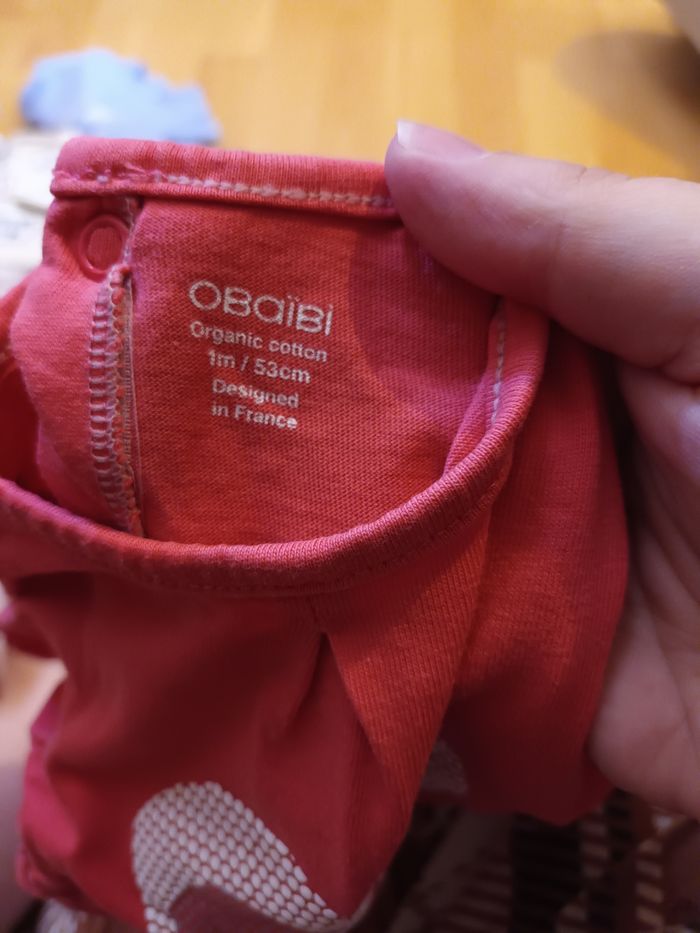 OBaïBi
Organic cotton
1m / 53cm
Designed
in France